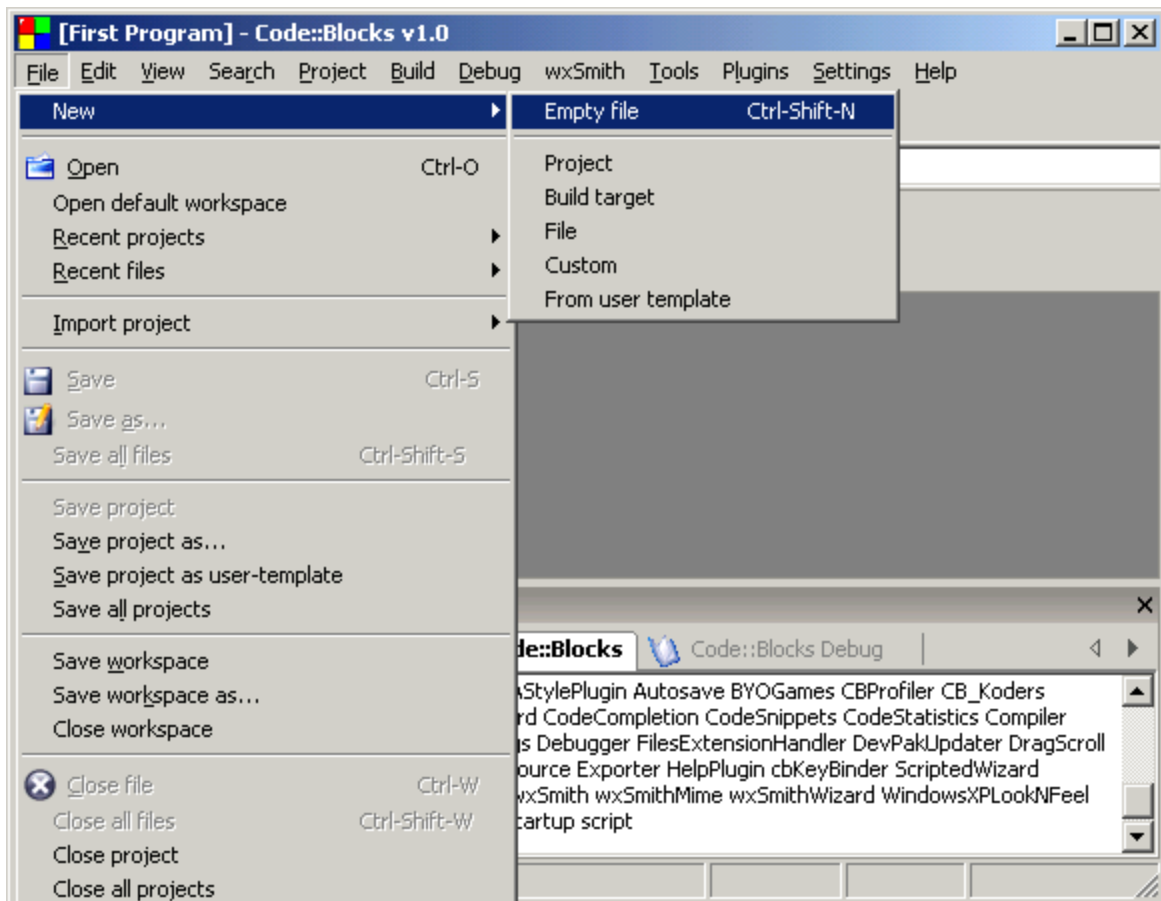 [First Program] - Code::Blocks v1.0
File Edit View Search Project Build Debug wxSmith Tools Plugins Settings Help
New
Empty file Ctrl-Shift-N
Project
Build target
File
Custom
From user template
Open Ctrl-O
Open default workspace
Recent projects
Recent files
Import project
Save Ctrl-S
Save as...
Save all files Ctrl-Shift-S
Save project
Save project as...
Save project as user-template
Save all projects
Save workspace
Save workspace as...
Close workspace
Close file Ctrl-W
Close all files Ctrl-Shift-W
Close project
Close all projects
de::Blocks Code::Blocks Debug
AStylePlugin Autosave BYOGames CBProfiler CB_Koders
rd CodeCompletion CodeSnippets CodeStatistics Compiler
gs Debugger FilesExtensionHandler DevPakUpdater DragScroll
ource Exporter HelpPlugin cbKeyBinder ScriptedWizard
wxSmith wxSmithMime wxSmithWizard WindowsXPLookNFeel
tartup script